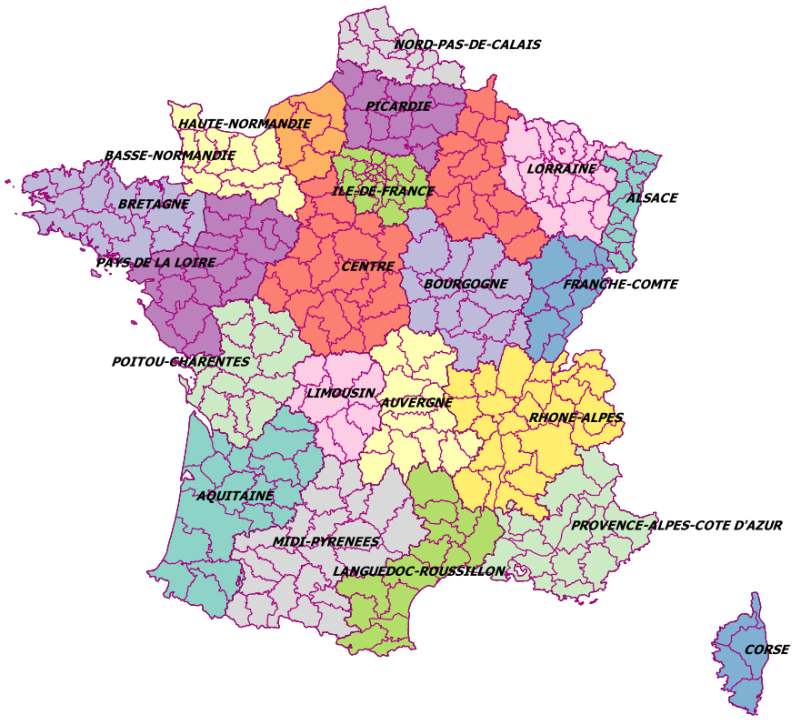 NORD-PAS-DE-CALAIS
PICARDIE
HAUTE-NORMANDIE
BASSE-NORMANDIE
LORRAINE
ILE-DE-FRANCE
ALSACE
BRETAGNE
PAYS DE LA LOIRE
CENTRE
BOURGOGNE
FRANCHE-COMTE
POITOU-CHARENTES
LIMOUSIN
AUVERGNE
RHONE-ALPES
AQUITAINE
PROVENCE-ALPES-COTE D'AZUR
MIDI-PYRENEES
LANGUEDOC-ROUSSILLON
CORSE